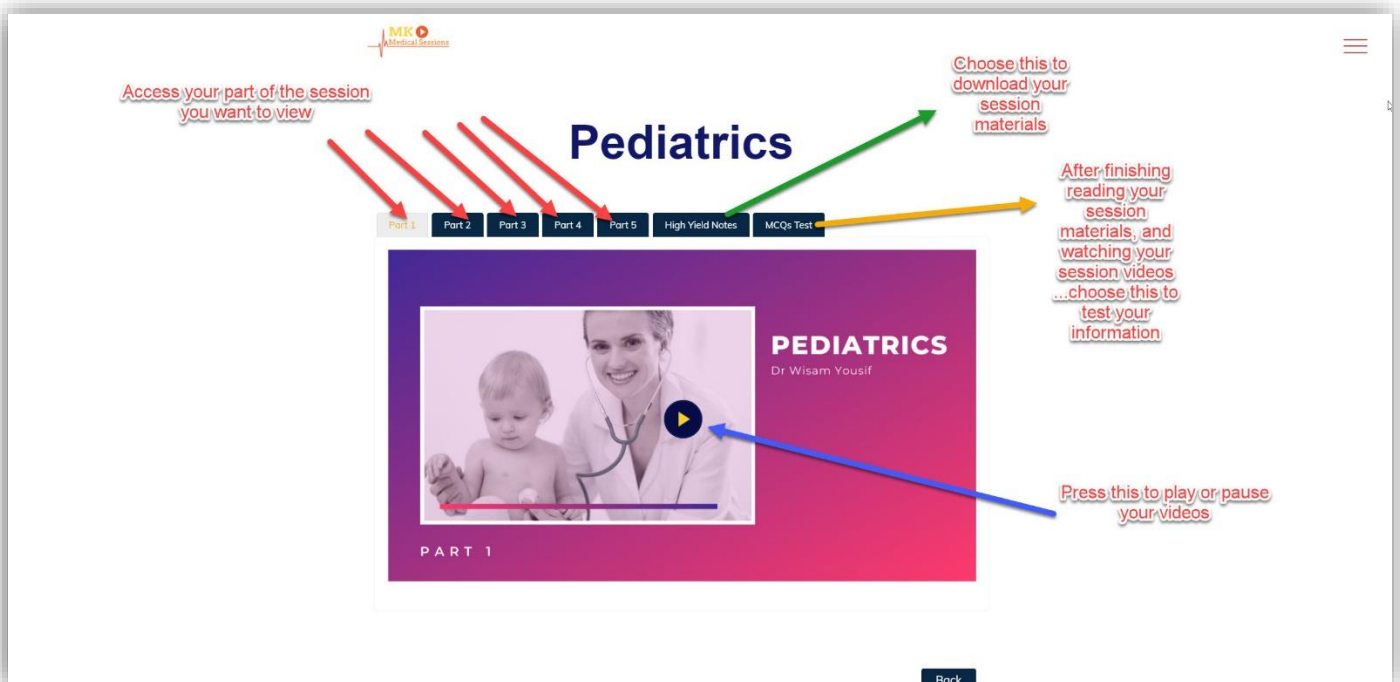 MK
Medical Sessions
Access your part of the session
you want to view
Choose this to
download your
session
materials
Pediatrics
After finishing
reading your
session
materials, and
watching your
session videos
...choose this to
test your
information
Part 1
Part 2
Part 3
Part 4
Part 5
High Yield Notes
MCQs Test
PEDIATRICS
Dr Wisam Yousif
Press this to play or pause
your videos
PART 1
Back